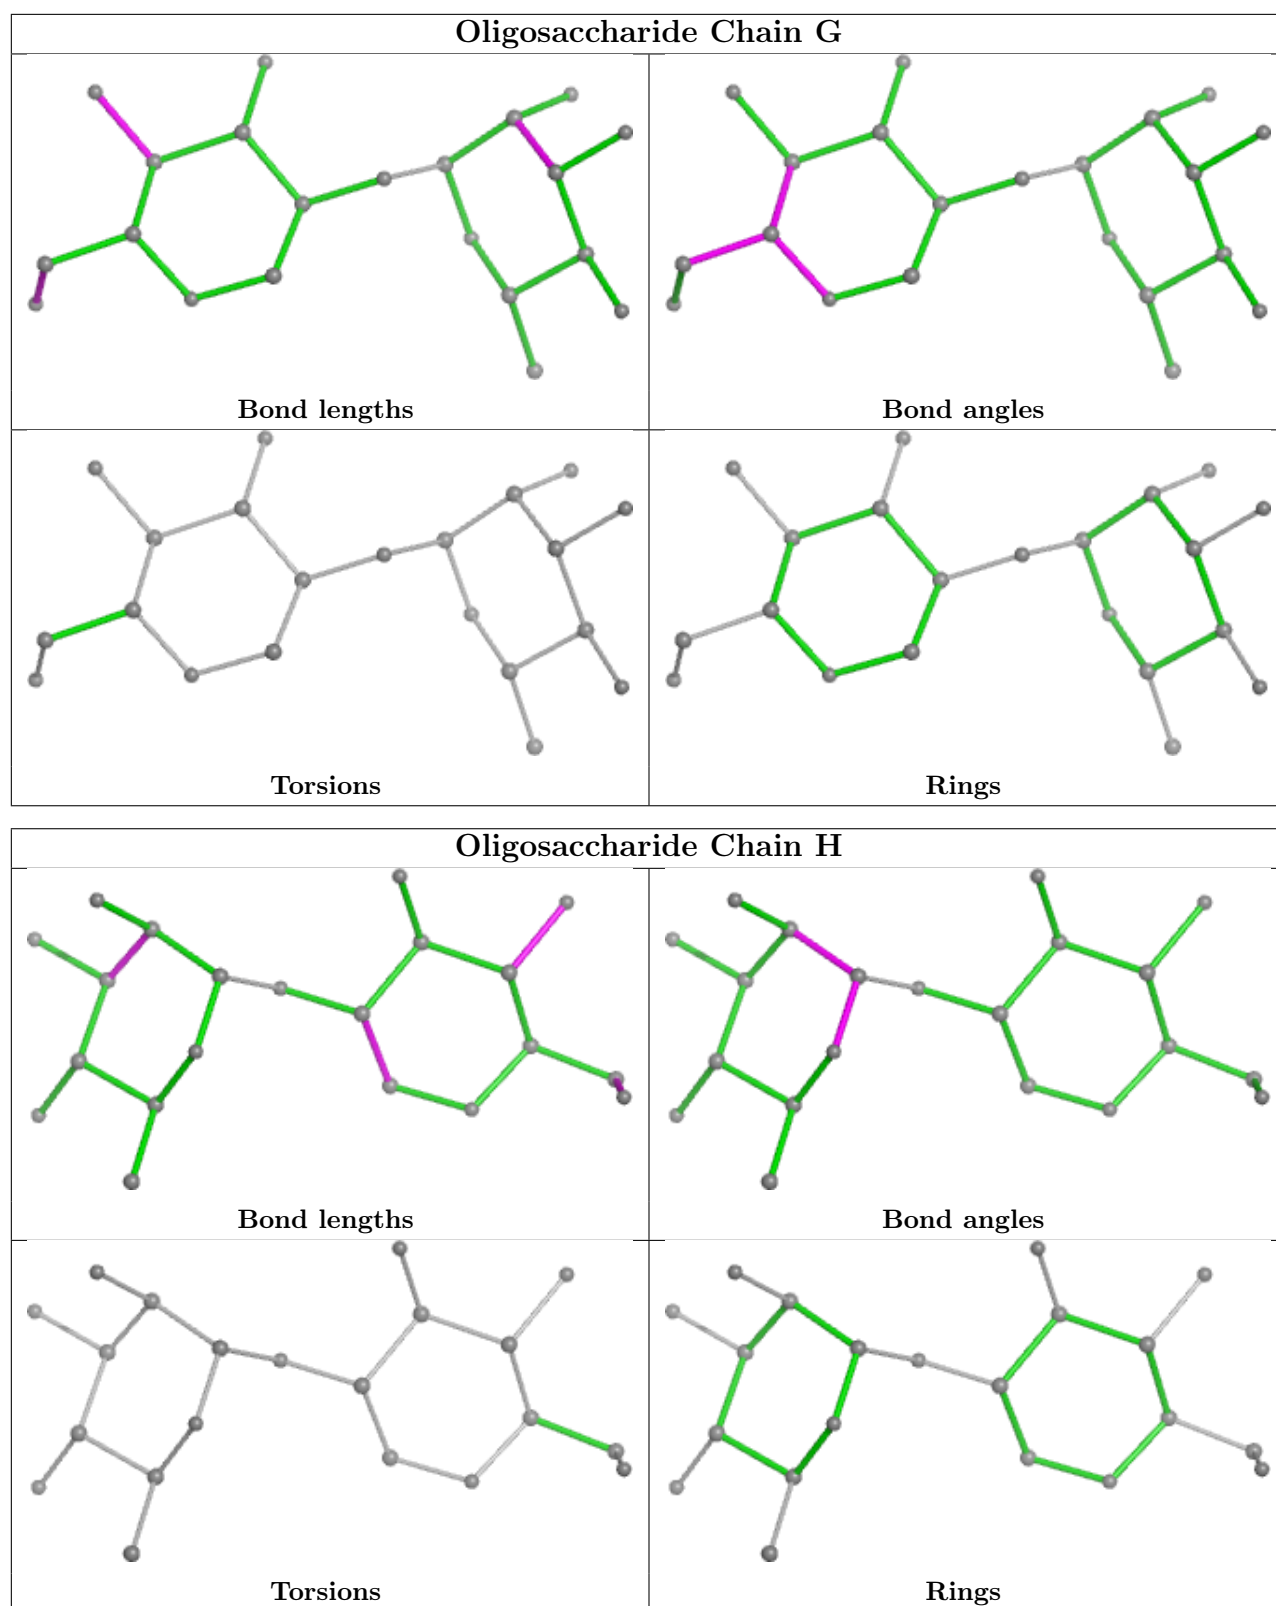 Oligosaccharide Chain G
Bond lengths
Bond angles
Torsions
Rings
Oligosaccharide Chain H
Bond lengths
Bond angles
Torsions
Rings